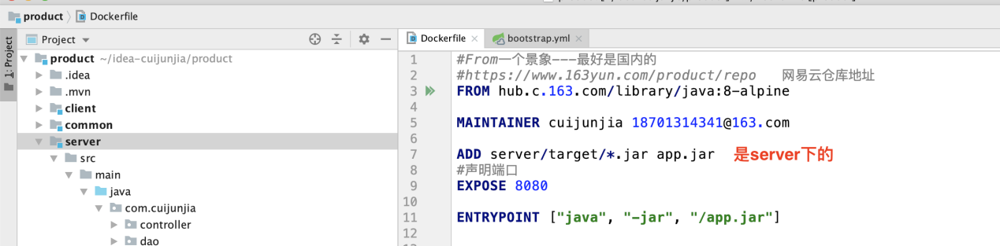 product Dockerfile
Project
1: Project
product ~/idea-cuijunjia/product
.idea
.mvn
client
common
server
src
main
java
com.cuijunjia
controller
dao
Dockerfile × bootstrap.yml ×
1 #From一个景象---最好是国内的
2 #https://www.163yun.com/product/repo 网易云仓库地址
3 FROM hub.c.163.com/library/java:8-alpine
4
5 MAINTAINER cuijunjia 18701314341@163.com
6
7 ADD server/target/*.jar app.jar 是server下的
8 #声明端口
9 EXPOSE 8080
10
11 ENTRYPOINT ["java", "-jar", "/app.jar"]
12